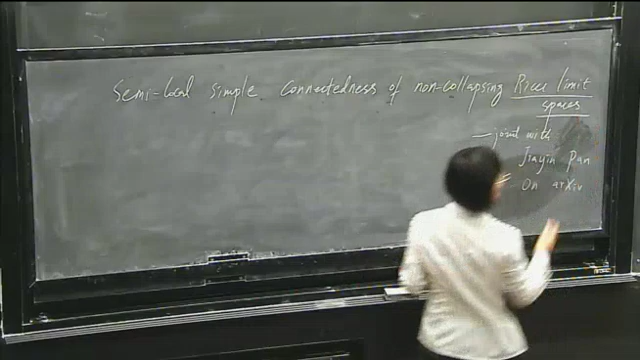 Semi-local simple connectedness of non-collapsing Ricci limit
spaces
— joint with
Jiayin Pan
On arXiv